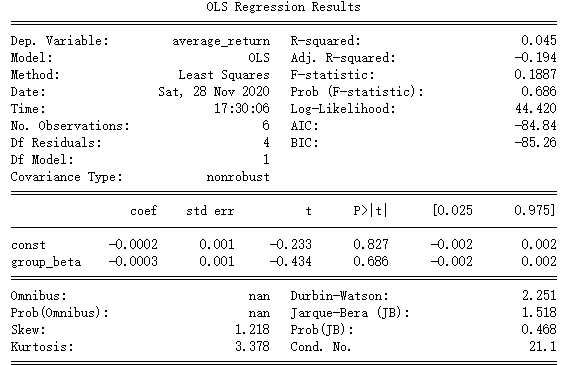 OLS Regression Results
Dep. Variable: average_return R-squared: 0.045
Model: OLS Adj. R-squared: -0.194
Method: Least Squares F-statistic: 0.1887
Date: Sat, 28 Nov 2020 Prob (F-statistic): 0.686
Time: 17:30:06 Log-Likelihood: 44.420
No. Observations: 6 AIC: -84.84
Df Residuals: 4 BIC: -85.26
Df Model: 1
Covariance Type: nonrobust
coef std err t P>|t| [0.025 0.975]
const -0.0002 0.001 -0.233 0.827 -0.002 0.002
group_beta -0.0003 0.001 -0.434 0.686 -0.002 0.002
Omnibus: nan Durbin-Watson: 2.251
Prob(Omnibus): nan Jarque-Bera (JB): 1.518
Skew: 1.218 Prob(JB): 0.468
Kurtosis: 3.378 Cond. No. 21.1